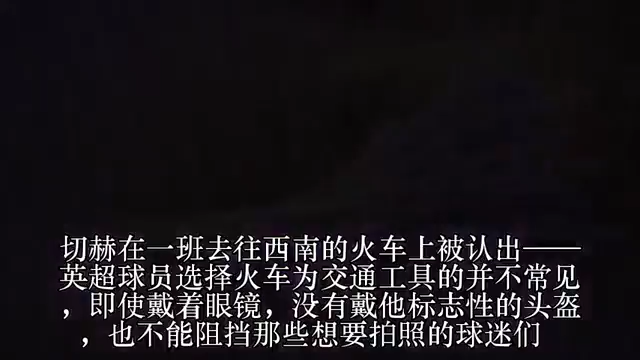 切赫在一班去往西南的火车上被认出——
英超球员选择火车为交通工具的并不常见
，即使戴着眼镜，没有戴他标志性的头盔
，也不能阻挡那些想要拍照的球迷们